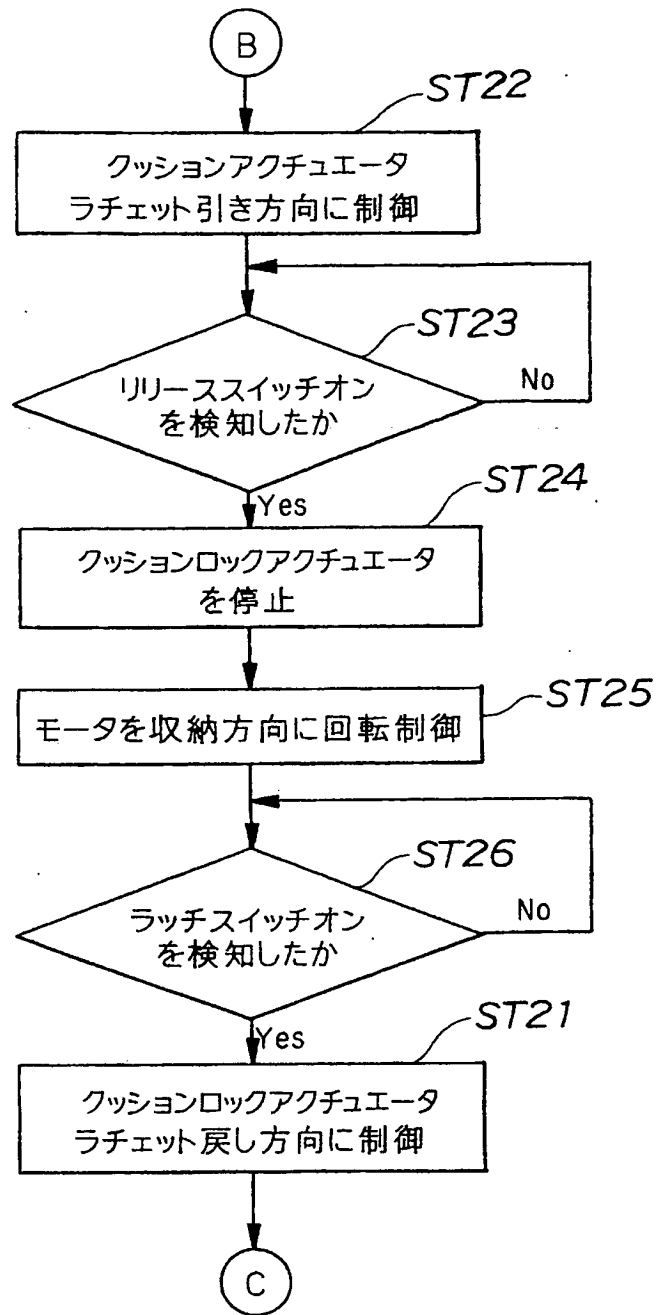 B
ST22
クッションアクチュエータ
ラチェット引き方向に制御
ST23
リリーススイッチオン
を検知したか
No
Yes
ST24
クッションロックアクチュエータ
を停止
ST25
モータを収納方向に回転制御
ST26
ラッチスイッチオン
を検知したか
No
Yes
ST21
クッションロックアクチュエータ
ラチェット戻し方向に制御
C